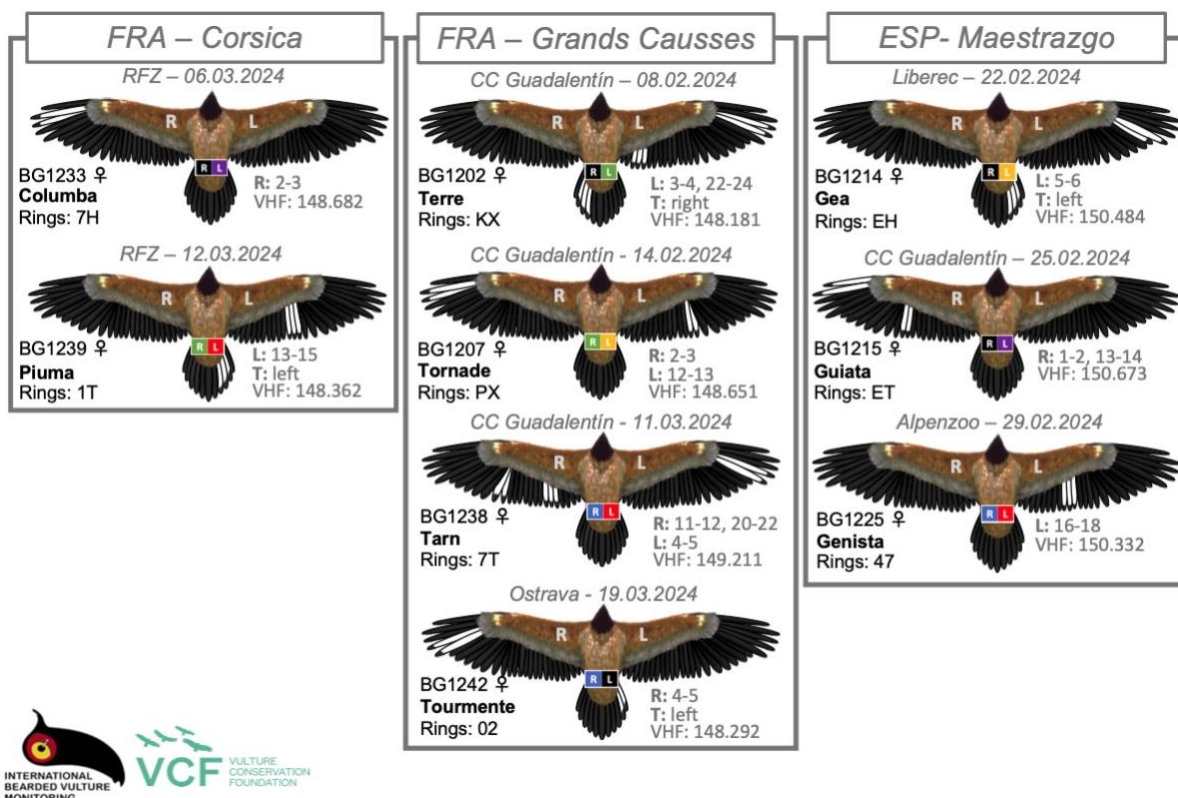 FRA – Corsica
RFZ – 06.03.2024
R L
R L
BG1233 ♀
Columba
Rings: 7H
R: 2-3
VHF: 148.682
RFZ – 12.03.2024
R L
R L
BG1239 ♀
Piuma
Rings: 1T
L: 13-15
T: left
VHF: 148.362
FRA – Grands Causses
CC Guadalentín – 08.02.2024
R L
R L
BG1202 ♀
Terre
Rings: KX
L: 3-4, 22-24
T: right
VHF: 148.181
CC Guadalentín - 14.02.2024
R L
R L
BG1207 ♀
Tornade
Rings: PX
R: 2-3
L: 12-13
VHF: 148.651
CC Guadalentín - 11.03.2024
R L
R L
BG1238 ♀
Tarn
Rings: 7T
R: 11-12, 20-22
L: 4-5
VHF: 149.211
Ostrava - 19.03.2024
R L
R L
BG1242 ♀
Tourmente
Rings: 02
R: 4-5
T: left
VHF: 148.292
ESP- Maestrazgo
Liberec – 22.02.2024
R L
R L
BG1214 ♀
Gea
Rings: EH
L: 5-6
T: left
VHF: 150.484
CC Guadalentín – 25.02.2024
R L
R L
BG1215 ♀
Guiata
Rings: ET
R: 1-2, 13-14
VHF: 150.673
Alpenzoo – 29.02.2024
R L
R L
BG1225 ♀
Genista
Rings: 47
L: 16-18
VHF: 150.332
INTERNATIONAL
BEARDED VULTURE
MONITORING
VCF
VULTURE
CONSERVATION
FOUNDATION